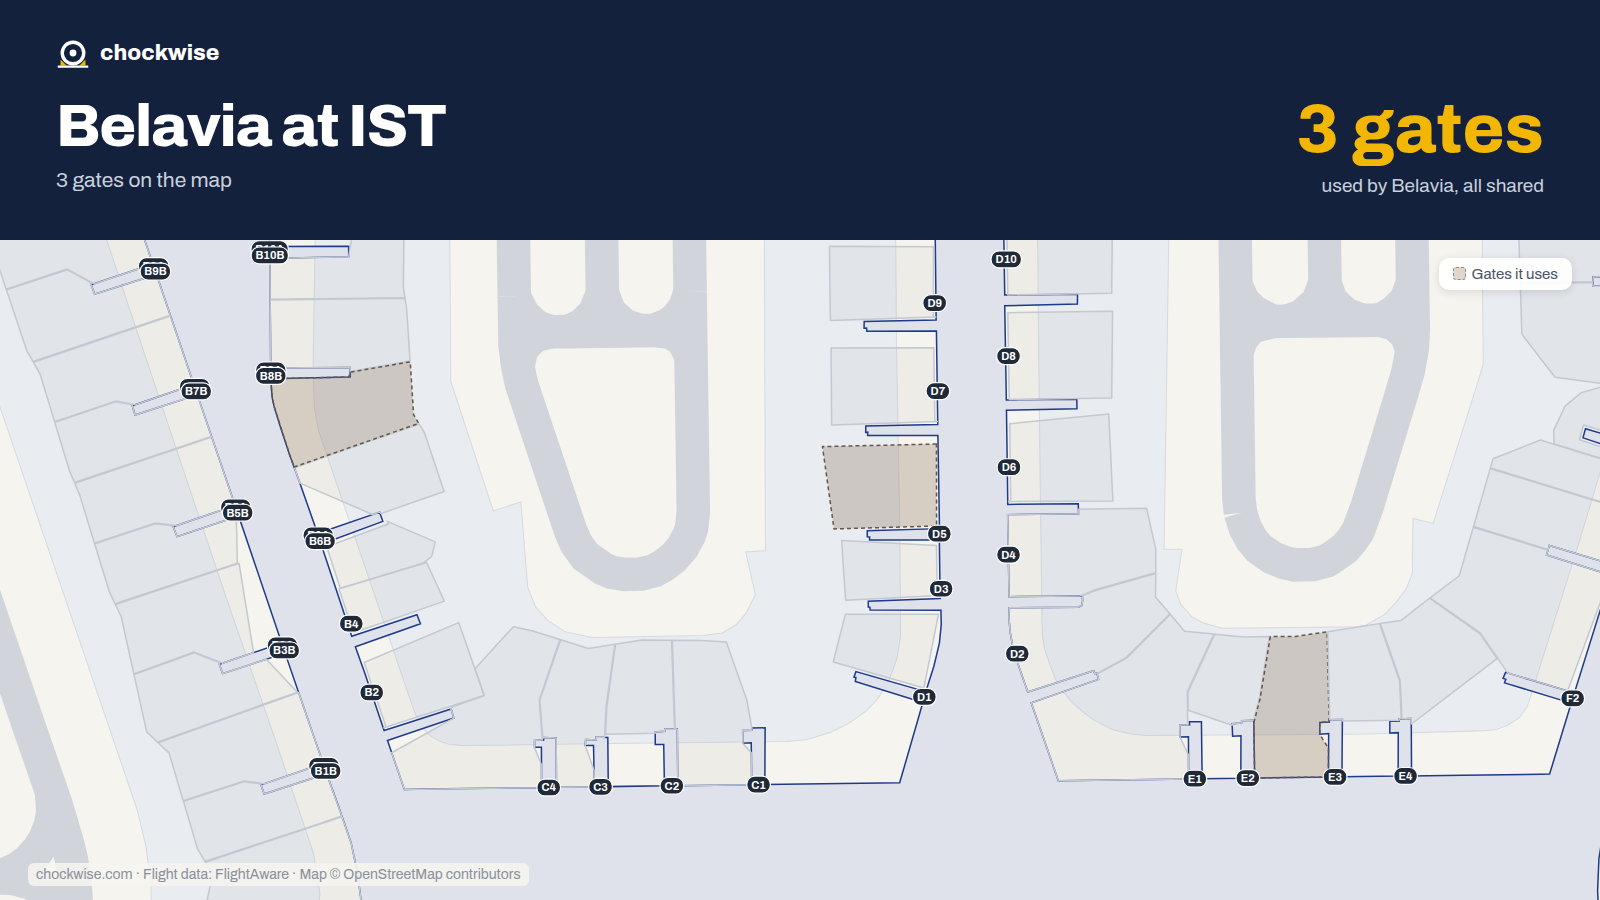 chockwise
Belavia at IST
3 gates on the map
3 gates
used by Belavia, all shared
Gates it uses
B9B
B10B
D10
D9
D8
B8B
B7B
D7
D6
B5B
B6B
D5
D4
D3
B4
B3B
D2
B2
D1
F2
B1B
C4
C3
C2
C1
E1
E2
E3
E4
chockwise.com · Flight data: FlightAware · Map © OpenStreetMap contributors